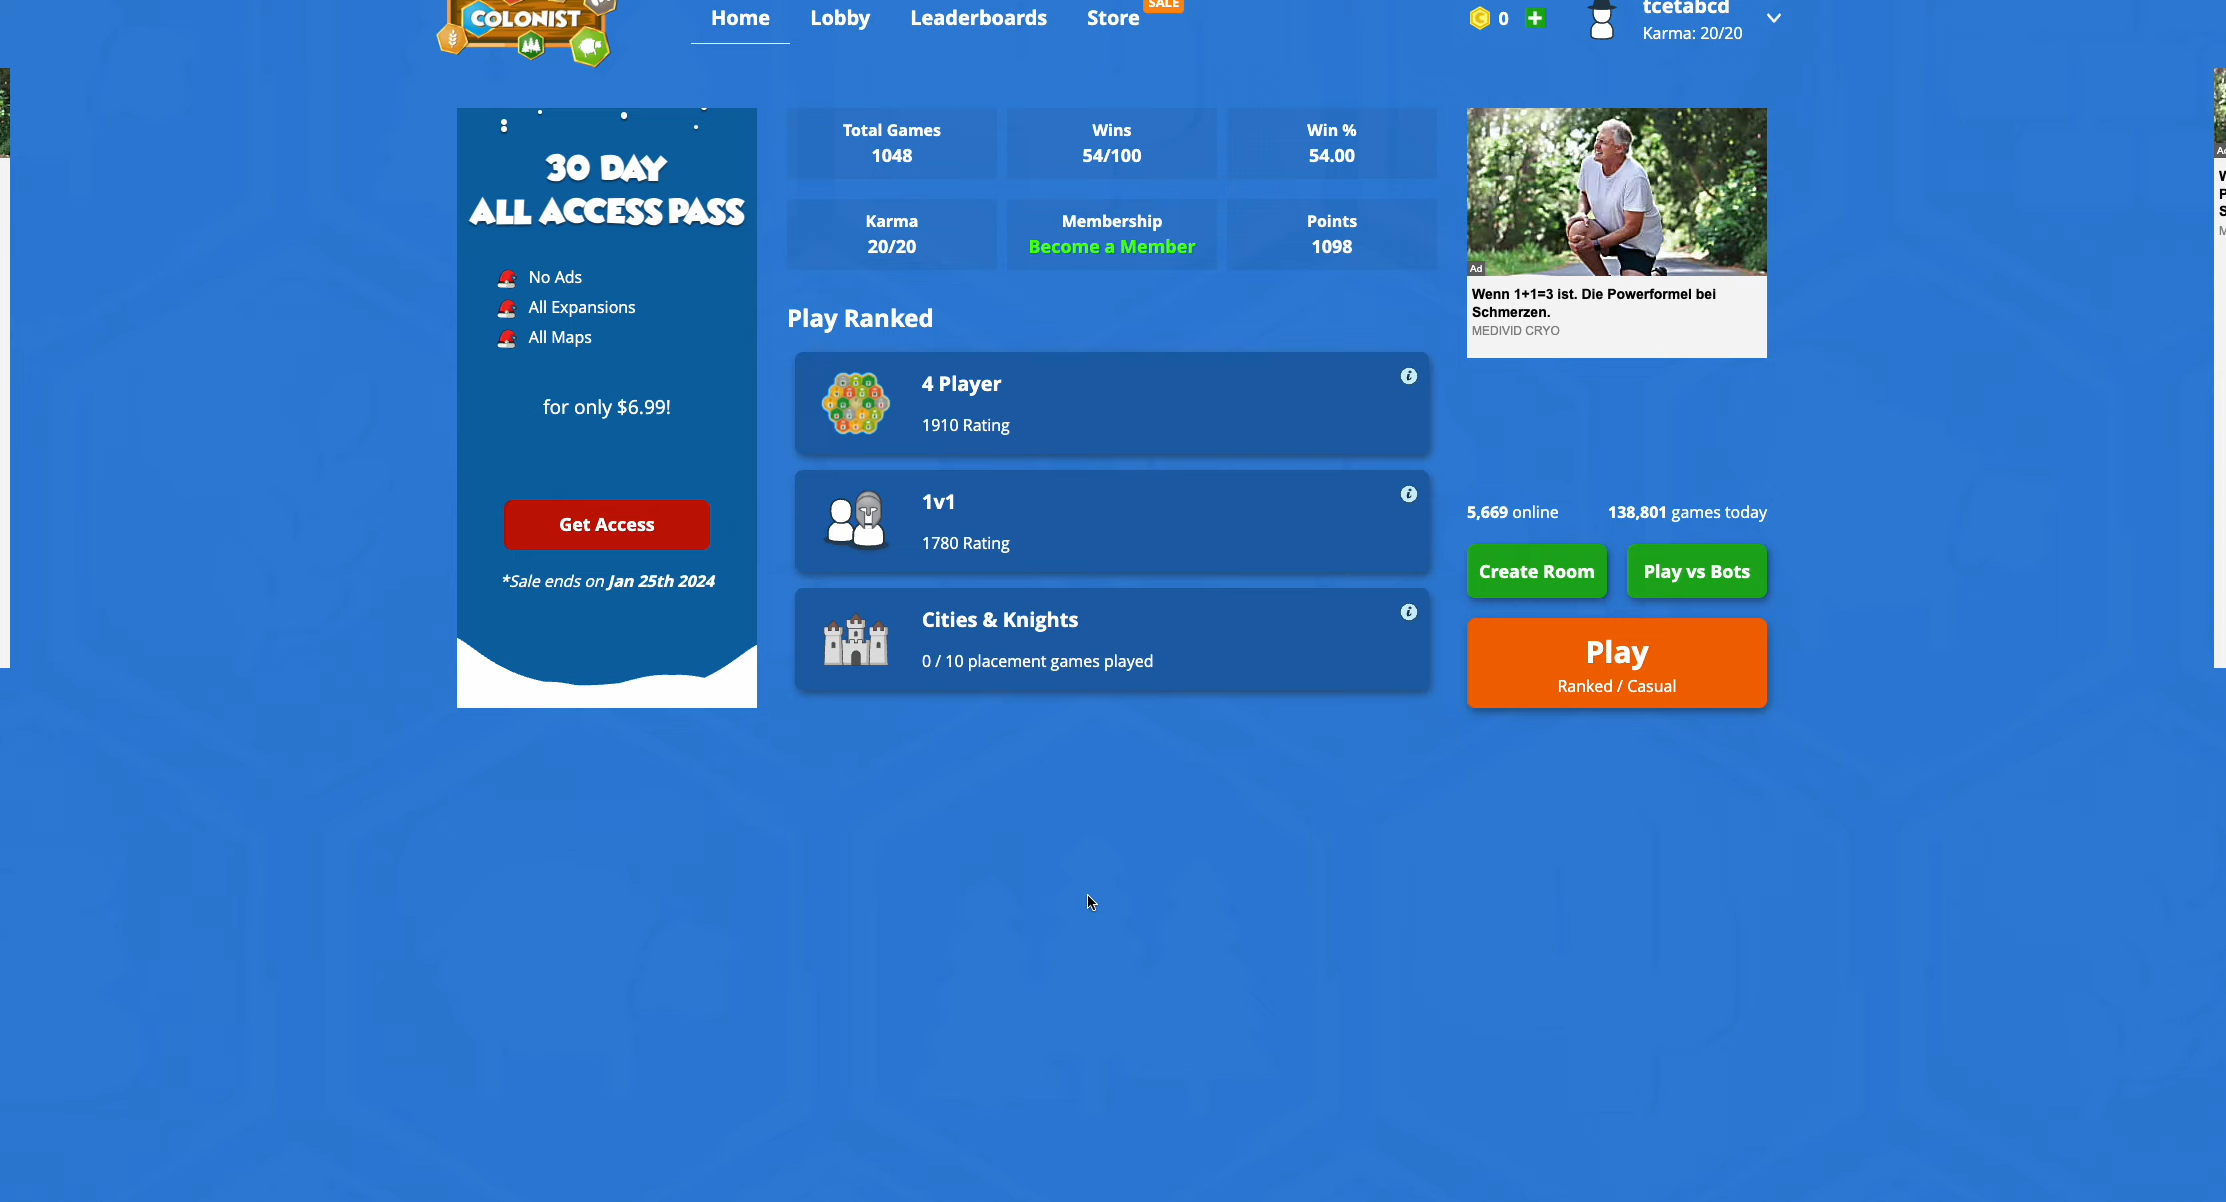 COLONIST
Home
Lobby
Leaderboards
Store
SALE
0
tcetabcd
Karma: 20/20
30 DAY
ALL ACCESS PASS
No Ads
All Expansions
All Maps
for only $6.99!
Get Access
*Sale ends on Jan 25th 2024
Total Games
1048
Wins
54/100
Win %
54.00
Karma
20/20
Membership
Become a Member
Points
1098
Play Ranked
4 Player
1910 Rating
1v1
1780 Rating
Cities & Knights
0 / 10 placement games played
Ad
Wenn 1+1=3 ist. Die Powerformel bei
Schmerzen.
MEDIVID CRYO
5,669 online
138,801 games today
Create Room
Play vs Bots
Play
Ranked / Casual